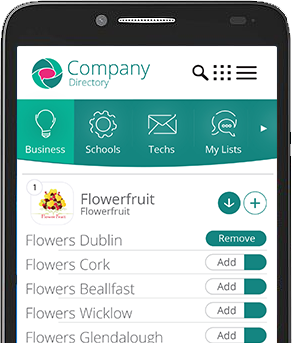 Company
Directory
Business
Schools
Techs
My Lists
1
Flowerfruit
Flowerfruit
Flowers Dublin
Remove
Flowers Cork
Add
Flowers Beallfast
Add
Flowers Wicklow
Add
Flowers Glendalough
Add